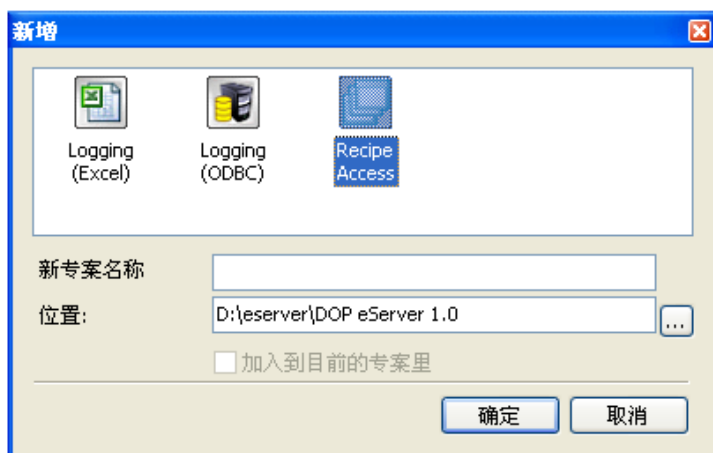 新增
Logging
(Excel)
Logging
(ODBC)
Recipe
Access
新专案名称
位置:
D:\eserver\DOP eServer 1.0
...
加入到目前的专案里
确定
取消